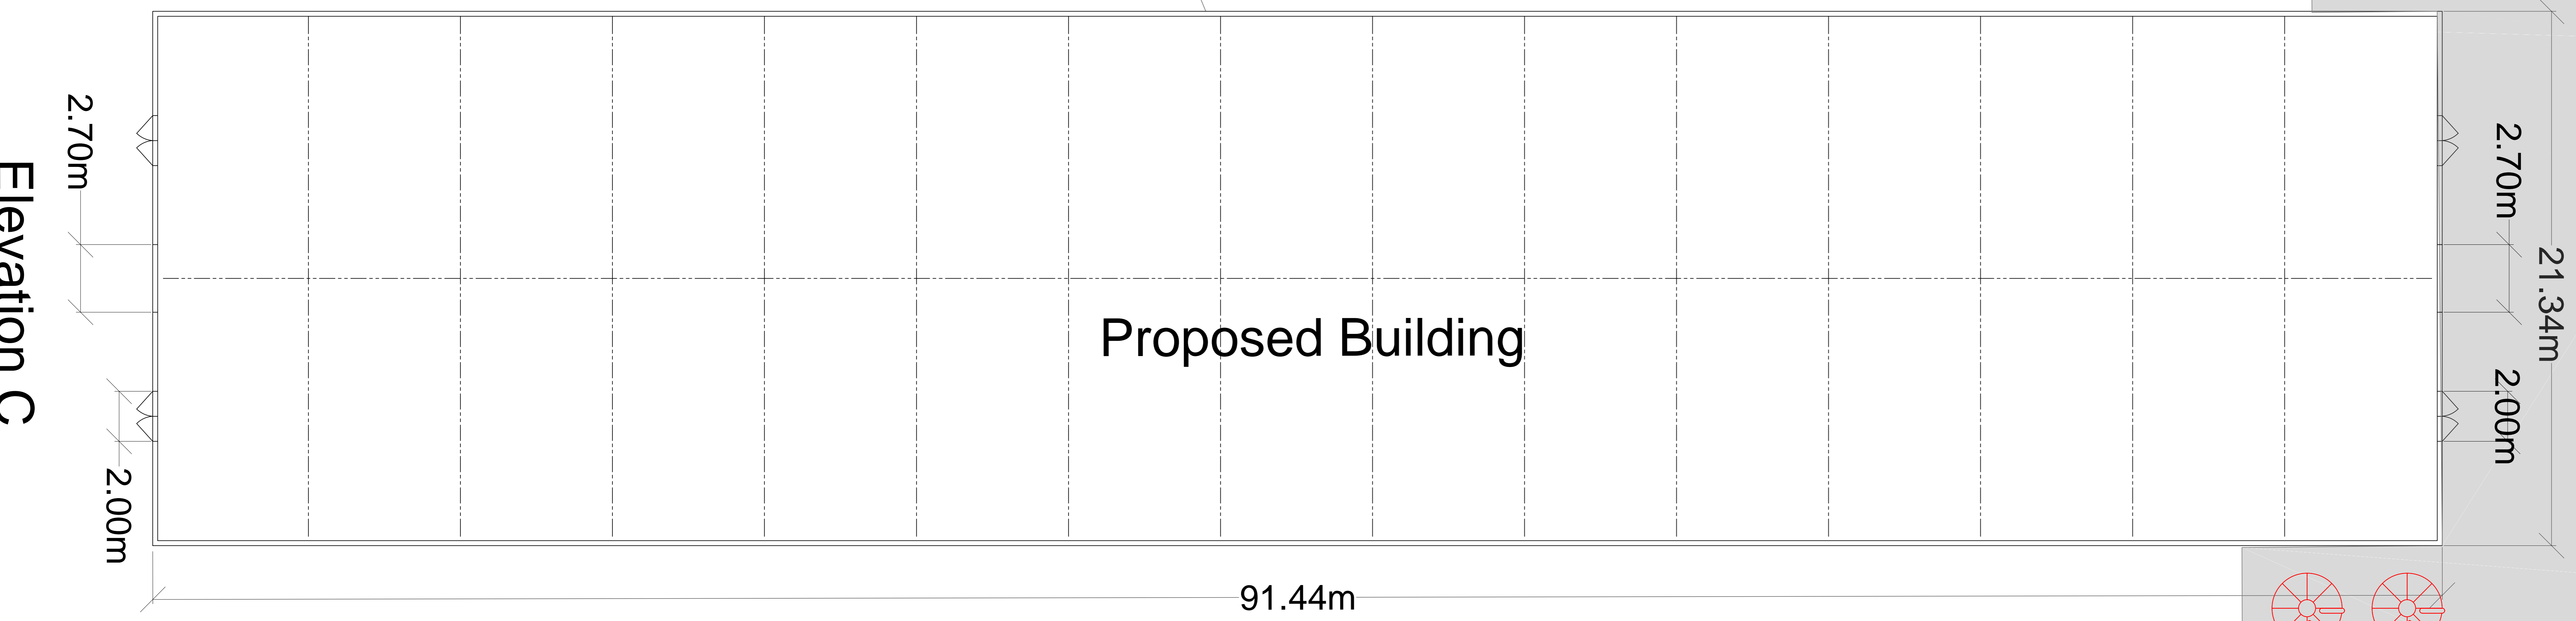 Elevation C
2.70m
2.00m
Proposed Building
91.44m
2.70m
21.34m
2.00m